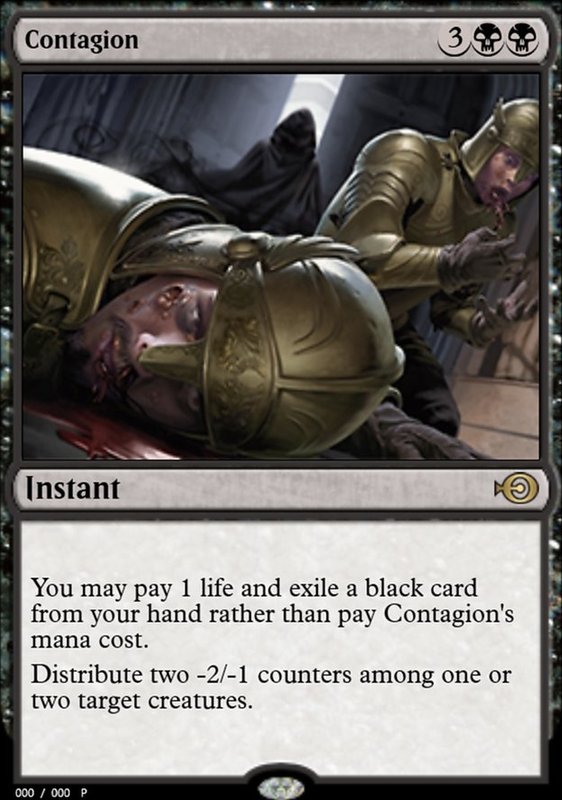 Contagion 3
Instant
You may pay 1 life and exile a black card
from your hand rather than pay Contagion's
mana cost.
Distribute two -2/-1 counters among one or
two target creatures.
000 / 000 P